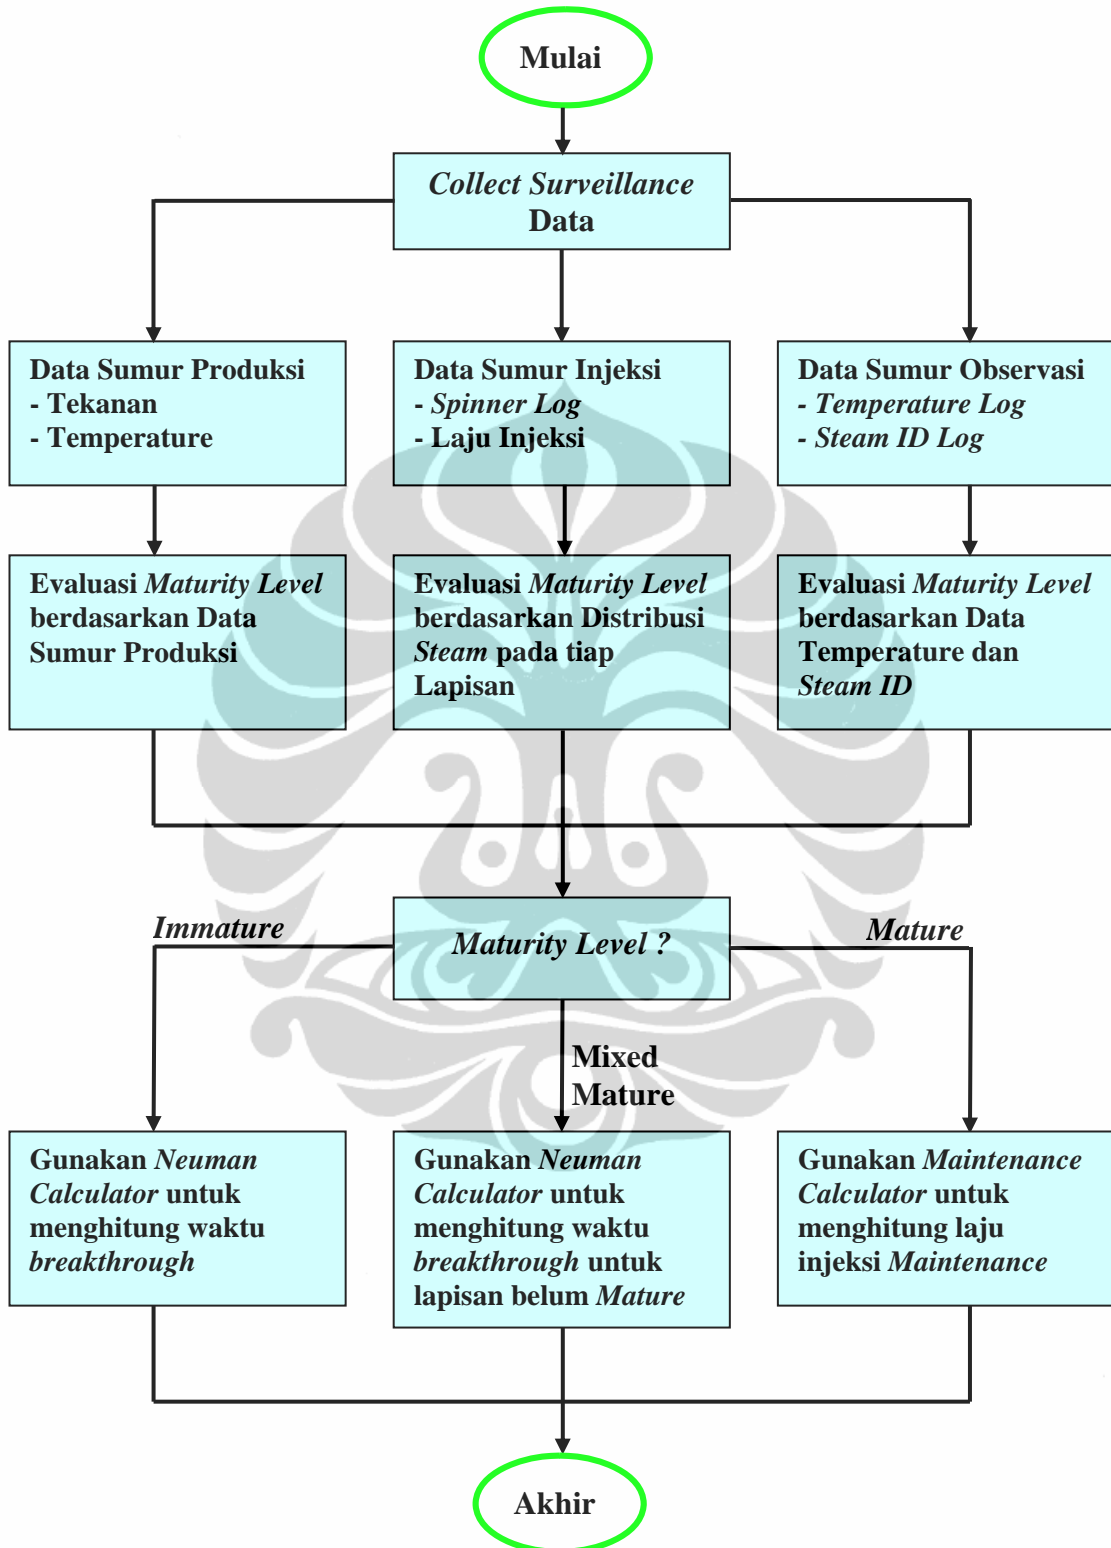 Mulai
Collect Surveillance
Data
Data Sumur Produksi
- Tekanan
- Temperature
Data Sumur Injeksi
- Spinner Log
- Laju Injeksi
Data Sumur Observasi
- Temperature Log
- Steam ID Log
Evaluasi Maturity Level
berdasarkan Data
Sumur Produksi
Evaluasi Maturity Level
berdasarkan Distribusi
Steam pada tiap
Lapisan
Evaluasi Maturity Level
berdasarkan Data
Temperature dan
Steam ID
Immature
Maturity Level ?
Mature
Mixed
Mature
Gunakan Neuman
Calculator untuk
menghitung waktu
breakthrough
Gunakan Neuman
Calculator untuk
menghitung waktu
breakthrough untuk
lapisan belum Mature
Gunakan Maintenance
Calculator untuk
menghitung laju
injeksi Maintenance
Akhir